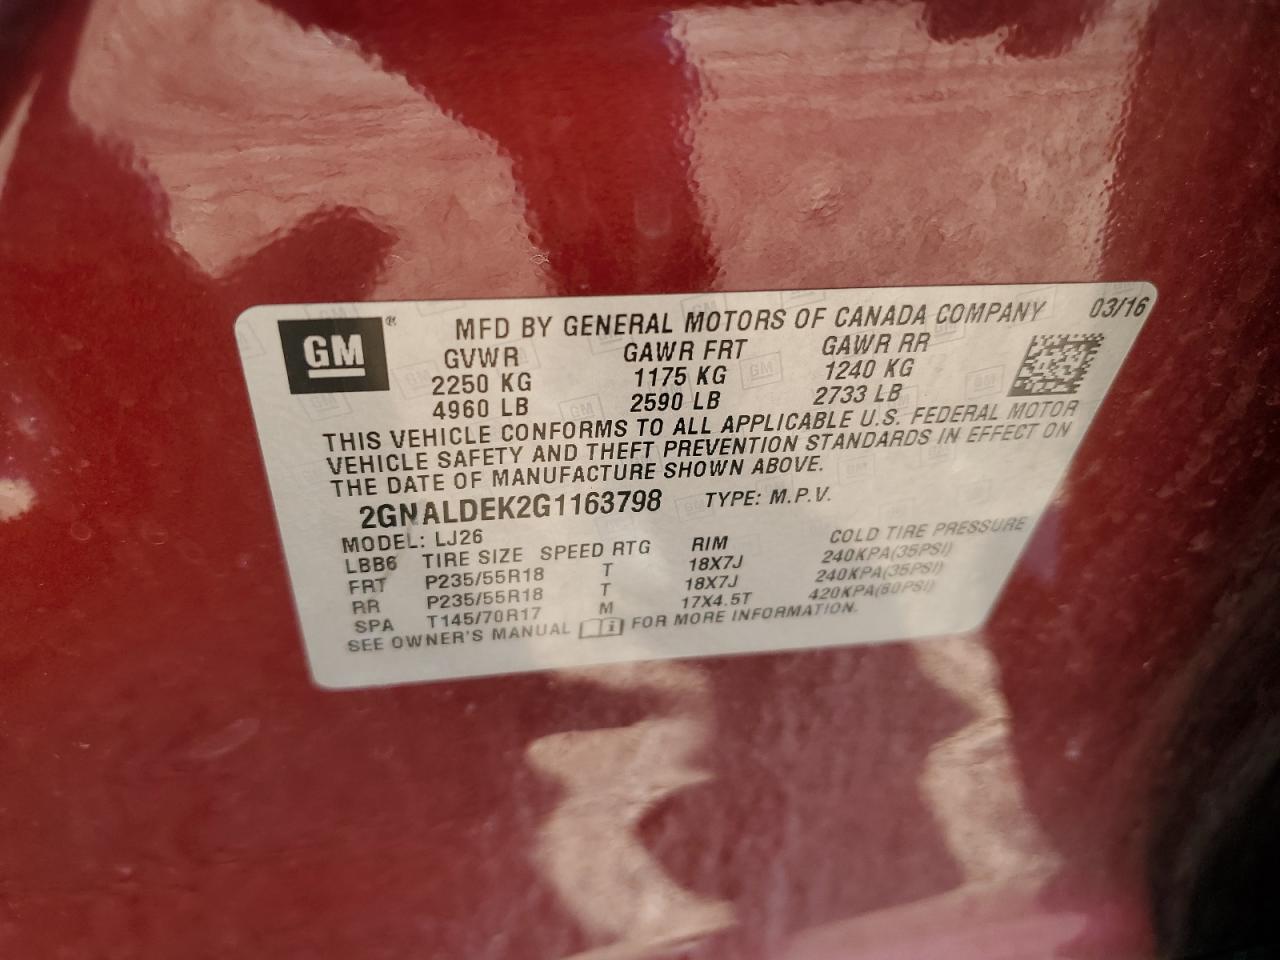 GM®
MFD BY GENERAL MOTORS OF CANADA COMPANY 03/16
GVWR GAWR FRT GAWR RR
2250 KG 1175 KG 1240 KG
4960 LB 2590 LB 2733 LB
THIS VEHICLE CONFORMS TO ALL APPLICABLE U.S. FEDERAL MOTOR
VEHICLE SAFETY AND THEFT PREVENTION STANDARDS IN EFFECT ON
THE DATE OF MANUFACTURE SHOWN ABOVE.
2GNALDEK2G1163798 TYPE: M.P.V.
MODEL: LJ26
LBB6 TIRE SIZE SPEED RTG RIM COLD TIRE PRESSURE
FRT P235/55R18 T 18X7J 240KPA(35PSI)
RR P235/55R18 T 18X7J 240KPA(35PSI)
SPA T145/70R17 M 17X4.5T 420KPA(60PSI)
SEE OWNER'S MANUAL FOR MORE INFORMATION.